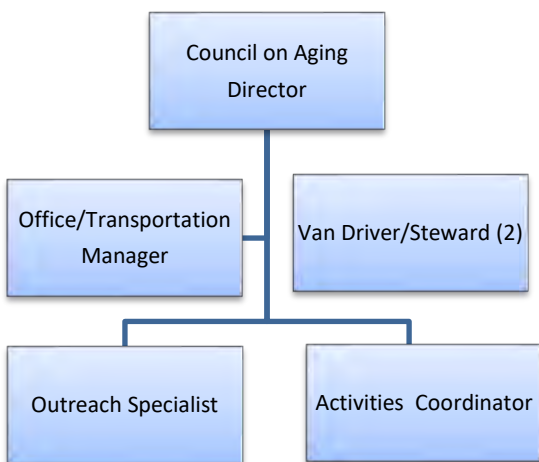 Council on Aging
Director
Office/Transportation
Manager
Van Driver/Steward (2)
Outreach Specialist
Activities Coordinator